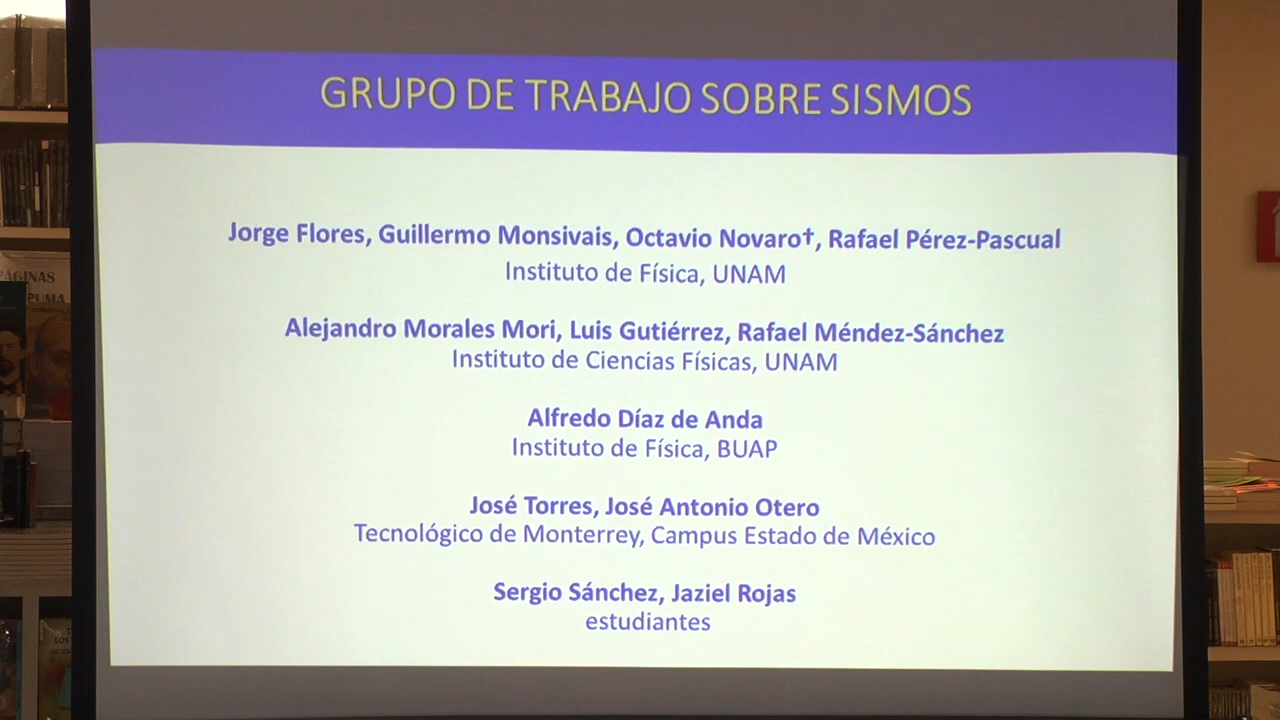 GRUPO DE TRABAJO SOBRE SISMOS
Jorge Flores, Guillermo Monsivais, Octavio Novaro†, Rafael Pérez-Pascual
Instituto de Física, UNAM
Alejandro Morales Mori, Luis Gutiérrez, Rafael Méndez-Sánchez
Instituto de Ciencias Físicas, UNAM
Alfredo Díaz de Anda
Instituto de Física, BUAP
José Torres, José Antonio Otero
Tecnológico de Monterrey, Campus Estado de México
Sergio Sánchez, Jaziel Rojas
estudiantes
PÁGINAS
PUMA